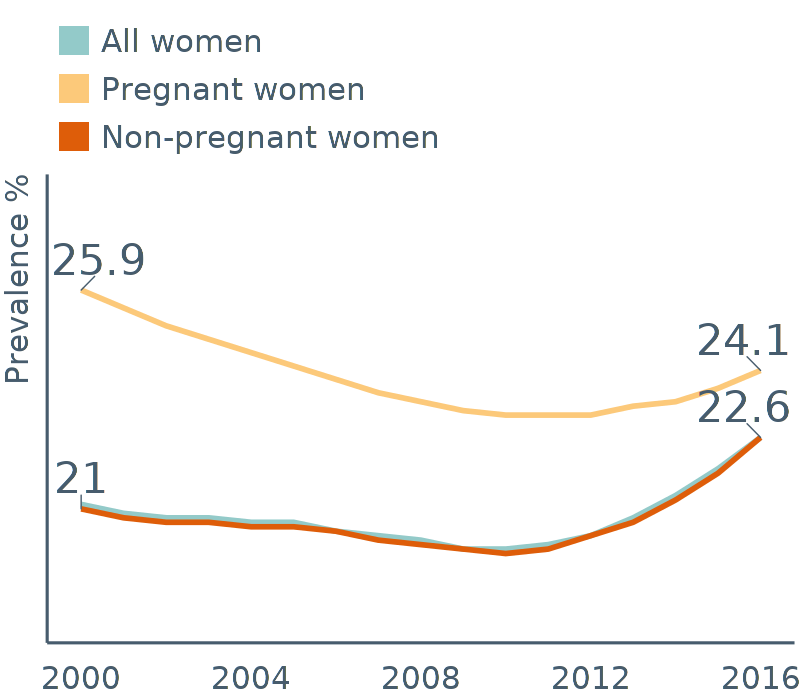 All women
Pregnant women
Non-pregnant women
Prevalence %
25.9
24.1
22.6
21
2000 2004 2008 2012 2016